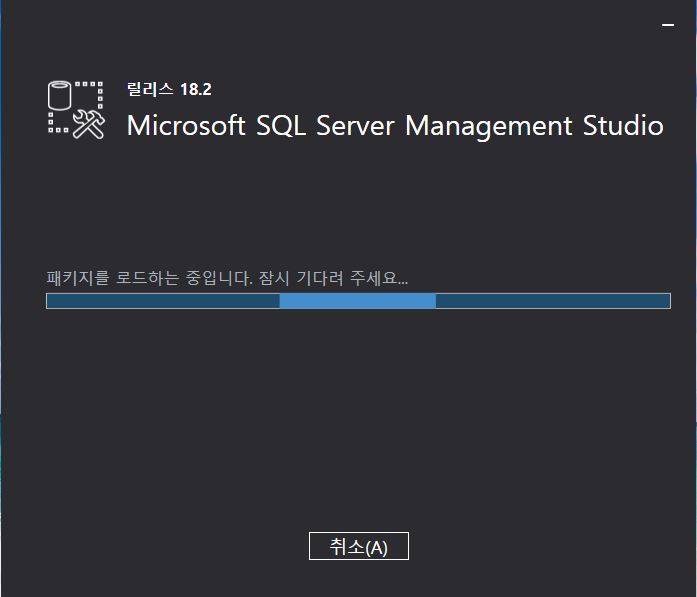 릴리스 18.2
Microsoft SQL Server Management Studio
패키지를 로드하는 중입니다. 잠시 기다려 주세요...
취소(A)